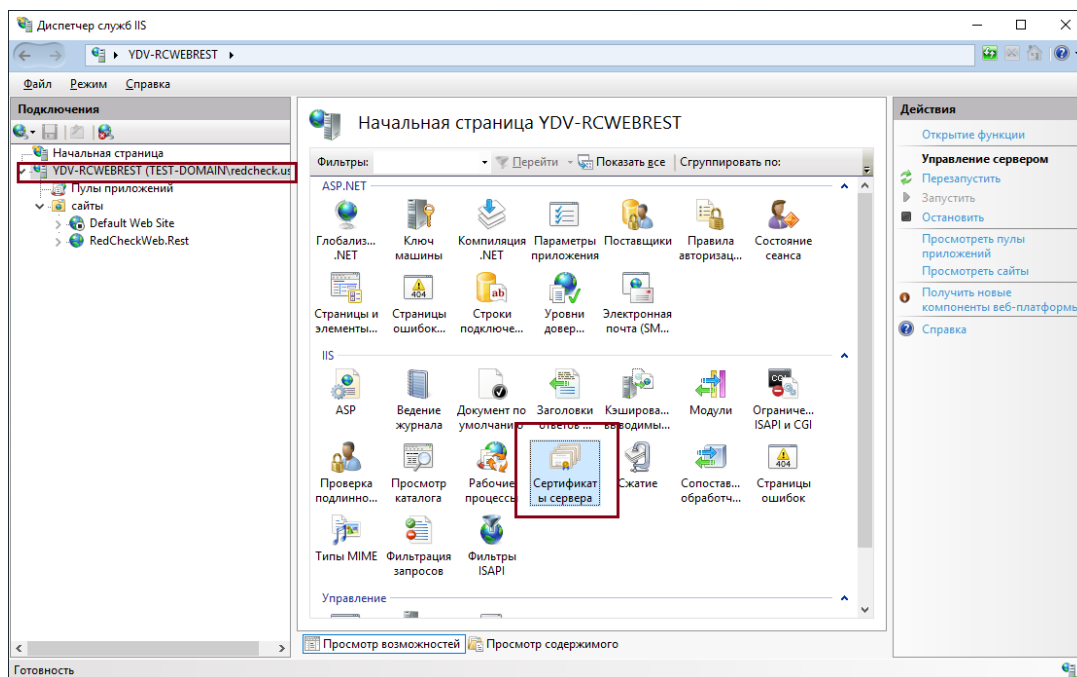 Диспетчер служб IIS
YDV-RCWEBREST
Файл Режим Справка
Подключения
Начальная страница
YDV-RCWEBREST (TEST-DOMAIN\redcheck.us
Пулы приложений
сайты
Default Web Site
RedCheckWeb.Rest
Начальная страница YDV-RCWEBREST
Фильтры: Перейти Показать все Сгруппировать по:
ASP.NET
Глобализ... Ключ Компиляция Параметры Поставщики Правила Состояние
.NET машины .NET приложения авторизац... сеанса
404
ab
Страницы и Страницы Строки Уровни Электронная
элементы... ошибок... подключе... довер... почта (SM...
IIS
CGI
ASP Ведение Документ по Заголовки Кэширова... Модули Ограниче...
журнала умолчанию ответов ... выводимы... ISAPI и CGI
404
Проверка Просмотр Рабочие Сертификат Сжатие Сопостав... Страницы
подлинно... каталога процессы ы сервера обработч... ошибок
Типы MIME Фильтрация Фильтры
запросов ISAPI
Управление
Просмотр возможностей Просмотр содержимого
Действия
Открытие функции
Управление сервером
Перезапустить
Запустить
Остановить
Просмотреть пулы
приложений
Просмотреть сайты
Получить новые
компоненты веб-платформы
Справка
Готовность